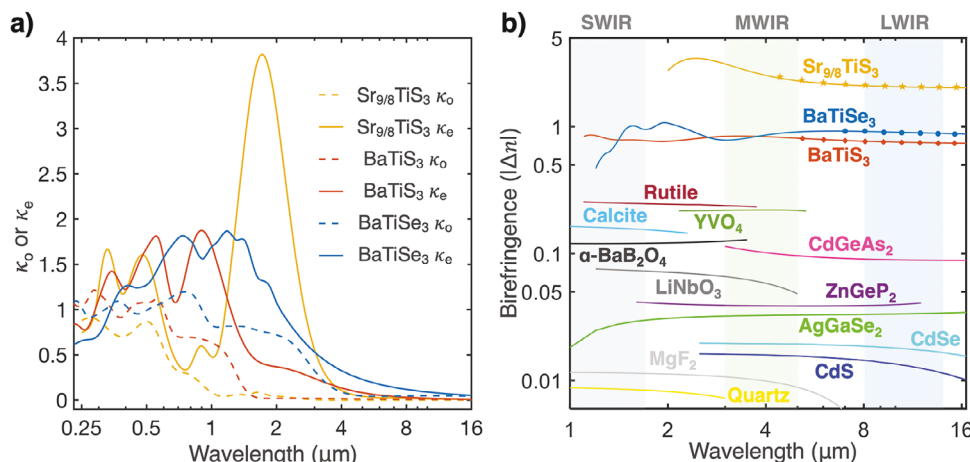 a)
κo or κe
4
3.5
3
2.5
2
1.5
1
0.5
0
Sr9/8TiS3 κo
Sr9/8TiS3 κe
BaTiS3 κo
BaTiS3 κe
BaTiSe3 κo
BaTiSe3 κe
0.25 0.5 1 2 4 8 16
Wavelength (μm)
b)
SWIR MWIR LWIR
Birefringence (|Δn|)
5
1
0.5
0.1
0.05
0.01
Sr9/8TiS3
BaTiSe3
BaTiS3
Rutile
Calcite
YVO4
α-BaB2O4
CdGeAs2
LiNbO3
ZnGeP2
AgGaSe2
CdSe
MgF2
CdS
Quartz
1 2 4 8 16
Wavelength (μm)